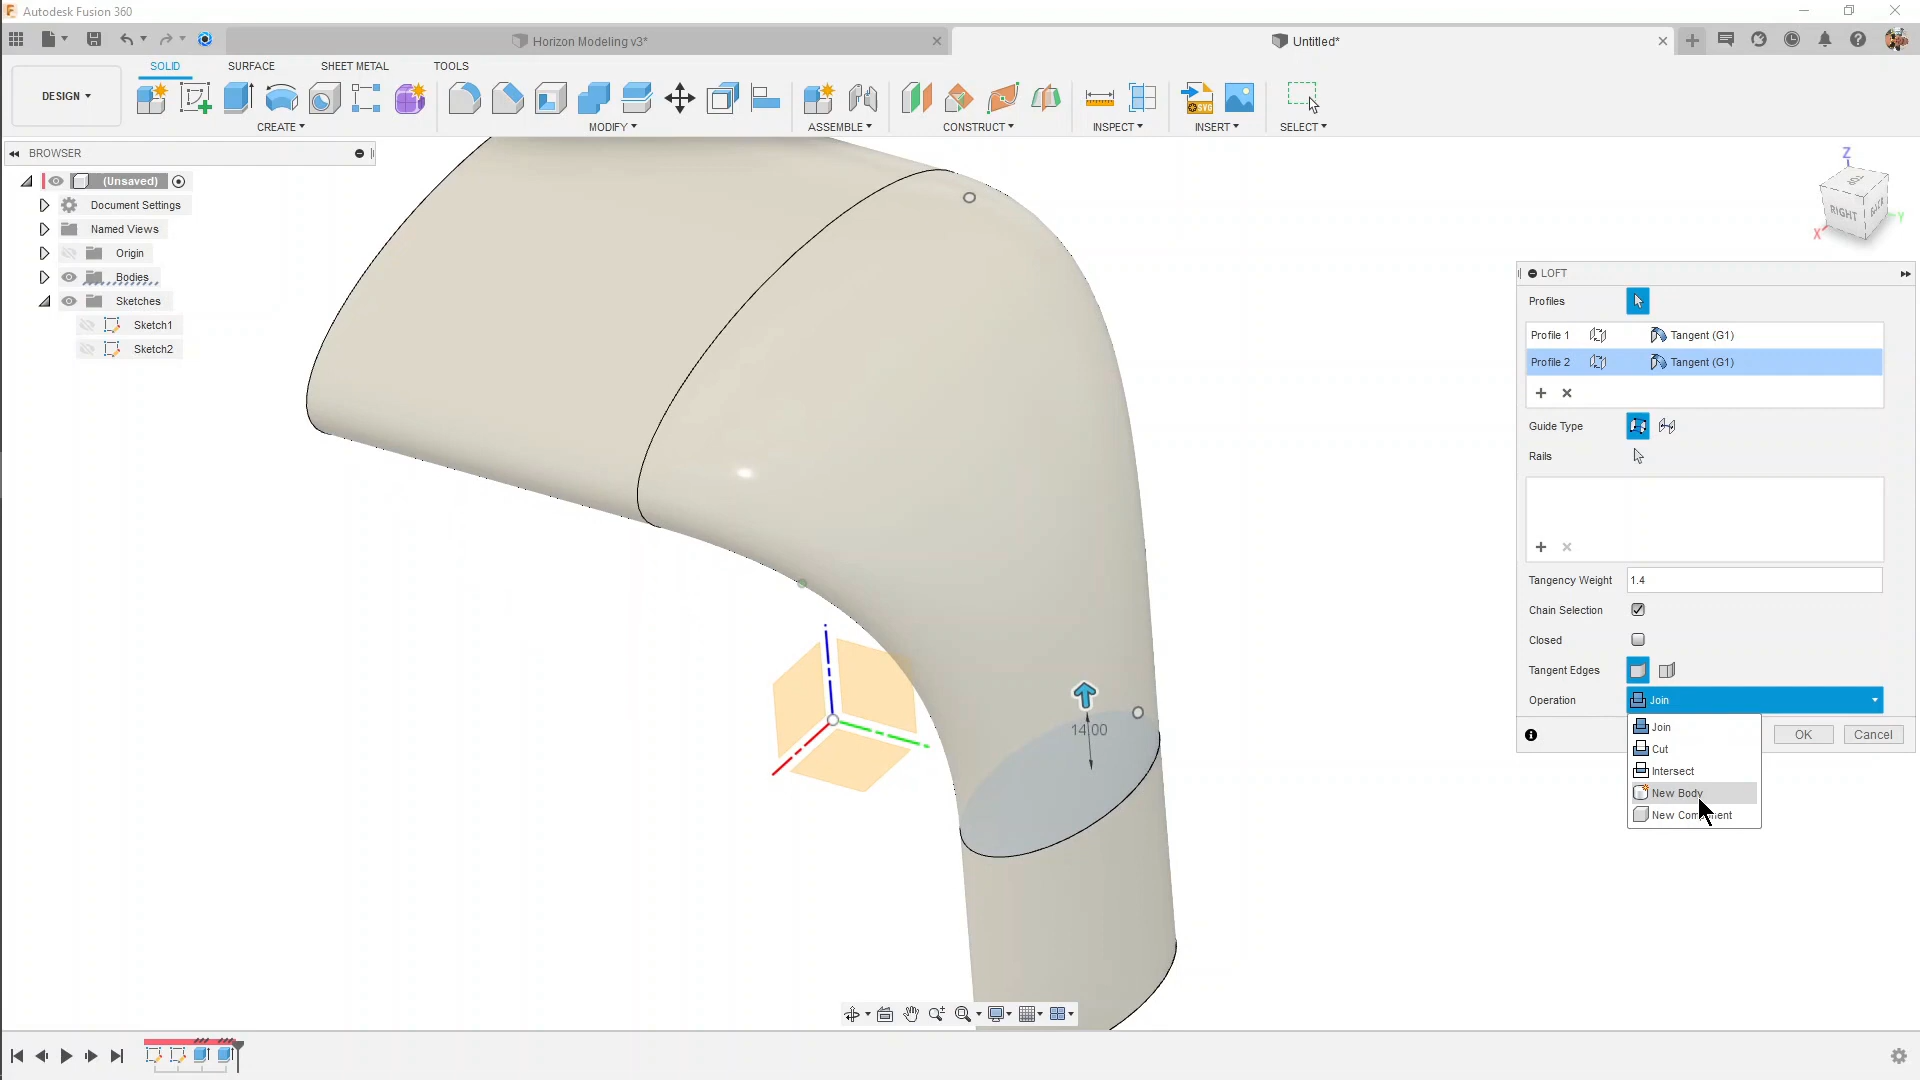 Autodesk Fusion 360
Horizon Modeling v3*
Untitled*
DESIGN
SOLID
SURFACE
SHEET METAL
TOOLS
CREATE
MODIFY
ASSEMBLE
CONSTRUCT
INSPECT
INSERT
SELECT
SVG
BROWSER
(Unsaved)
Document Settings
Named Views
Origin
Bodies
Sketches
Sketch1
Sketch2
Z
TOP
RIGHT
BACK
X
Y
LOFT
Profiles
Profile 1 Tangent (G1)
Profile 2 Tangent (G1)
Guide Type
Rails
Tangency Weight 1.4
Chain Selection
Closed
Tangent Edges
Operation Join
Join
Cut
Intersect
New Body
OK
Cancel
14.00